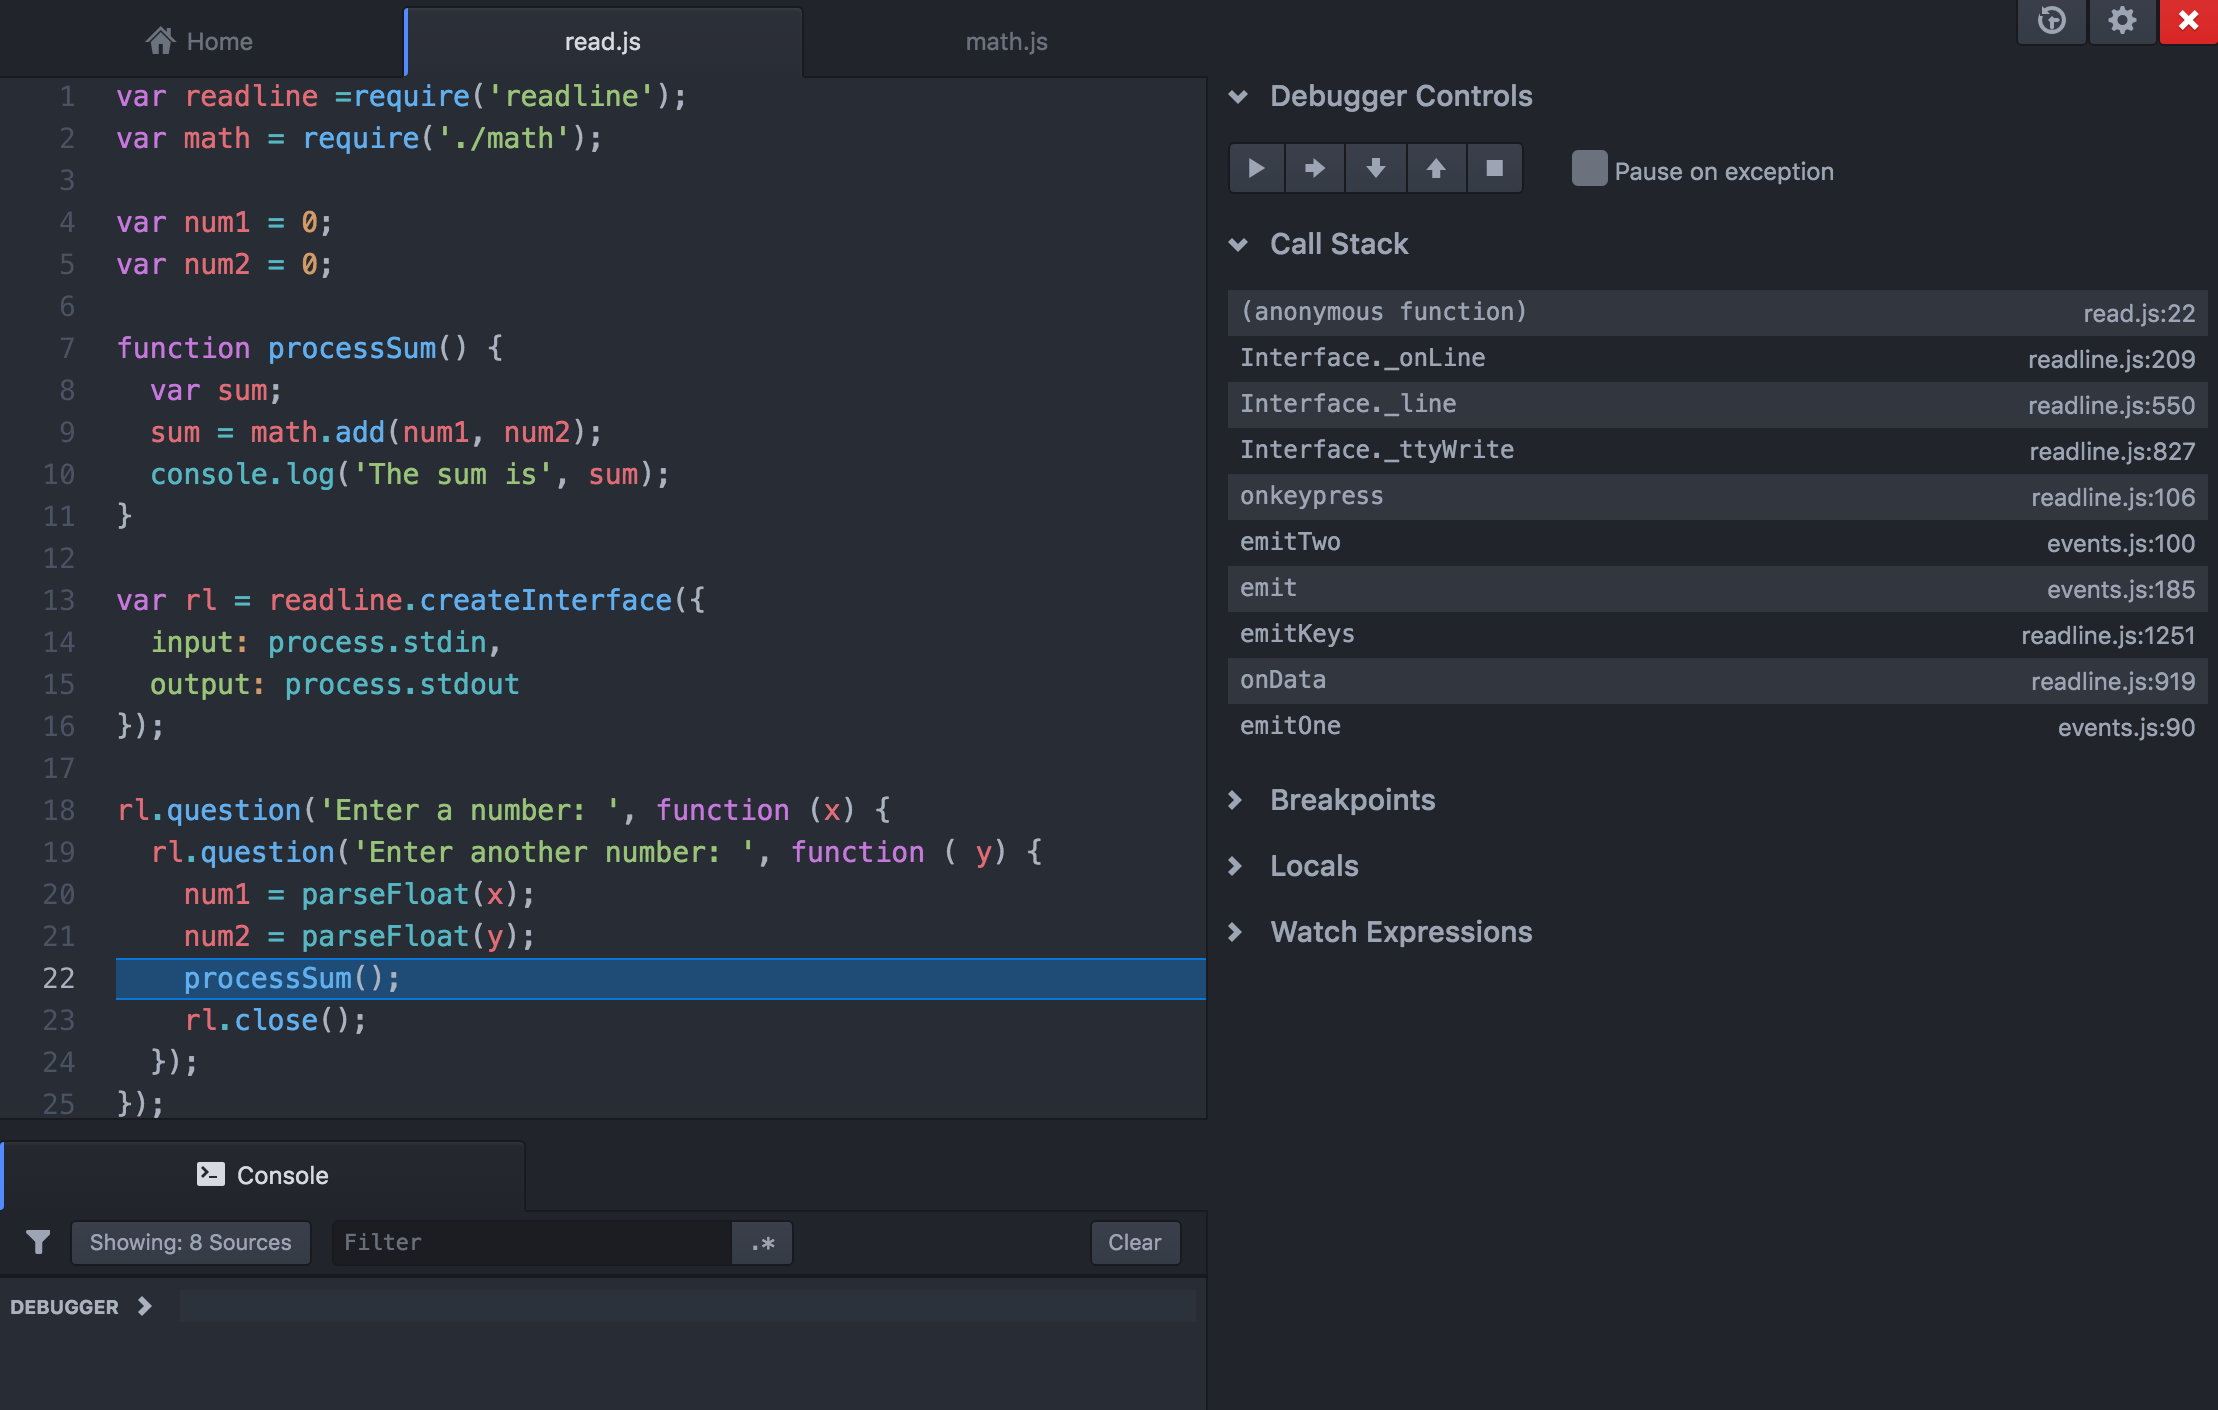 Home
read.js
math.js
1 var readline =require('readline');
2 var math = require('./math');
3
4 var num1 = 0;
5 var num2 = 0;
6
7 function processSum() {
8   var sum;
9   sum = math.add(num1, num2);
10   console.log('The sum is', sum);
11 }
12
13 var rl = readline.createInterface({
14   input: process.stdin,
15   output: process.stdout
16 });
17
18 rl.question('Enter a number: ', function (x) {
19   rl.question('Enter another number: ', function ( y) {
20     num1 = parseFloat(x);
21     num2 = parseFloat(y);
22     processSum();
23     rl.close();
24   });
25 });
Console
Showing: 8 Sources
Filter
.*
Clear
DEBUGGER
Debugger Controls
Pause on exception
Call Stack
(anonymous function) read.js:22
Interface._onLine readline.js:209
Interface._line readline.js:550
Interface._ttyWrite readline.js:827
onkeypress readline.js:106
emitTwo events.js:100
emit events.js:185
emitKeys readline.js:1251
onData readline.js:919
emitOne events.js:90
Breakpoints
Locals
Watch Expressions